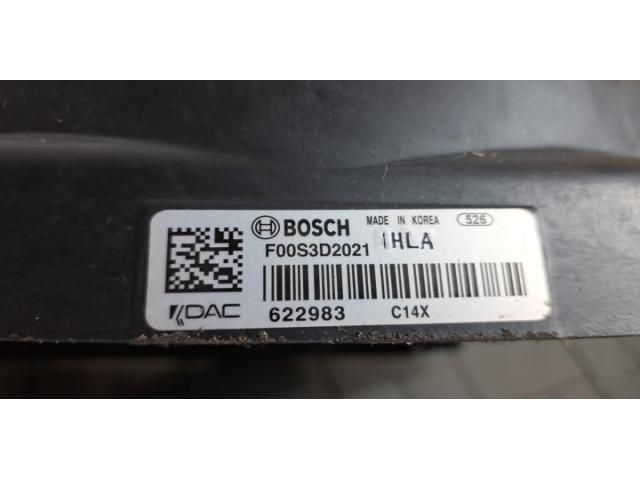 BOSCH MADE IN KOREA 526
F00S3D2021 IHLA
DAC 622983 C14X